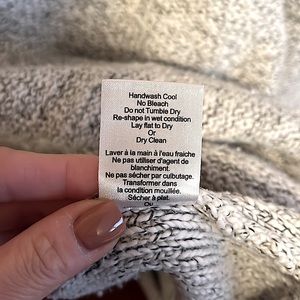 Handwash Cool
No Bleach
Do not Tumble Dry
Re-shape in wet condition
Lay flat to Dry
Or
Dry Clean
Laver à la main à l'eau fraiche
Ne pas utiliser d'agent de
blanchiment.
Ne pas sécher par culbutage.
Transformer dans
la condition mouillée.
Sécher à plat.
Ou